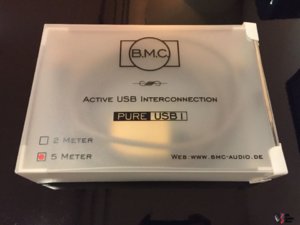 B.M.C.
Active USB Interconnection
PURE USB 1
2 Meter
5 Meter
Web: www.bmc-audio.de